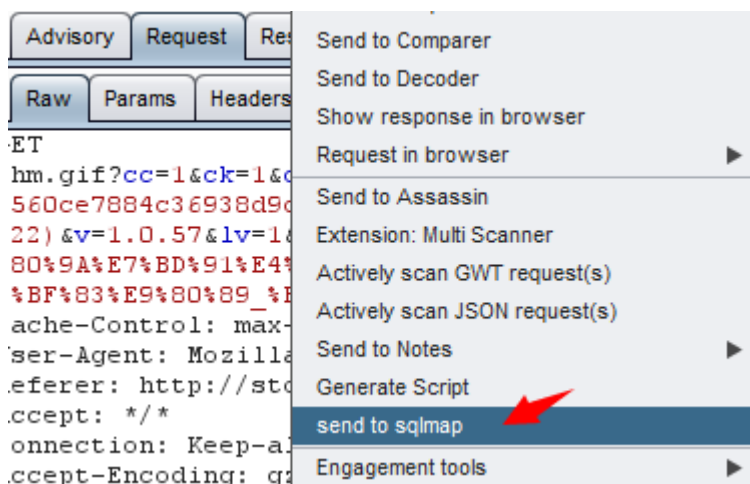 Advisory Request Re
Raw Params Headers
ET
hm.gif?cc=1&ck=1&c
560ce7884c36938d9c
22)&v=1.0.57&lv=1&
80%9A%E7%BD%91%E4%
%BF%83%E9%80%89_%E
ache-Control: max-
ser-Agent: Mozilla
eferer: http://sto
ccept: */*
onnection: Keep-al
ccept-Encoding: gz
Send to Comparer
Send to Decoder
Show response in browser
Request in browser
Send to Assassin
Extension: Multi Scanner
Actively scan GWT request(s)
Actively scan JSON request(s)
Send to Notes
Generate Script
send to sqlmap
Engagement tools